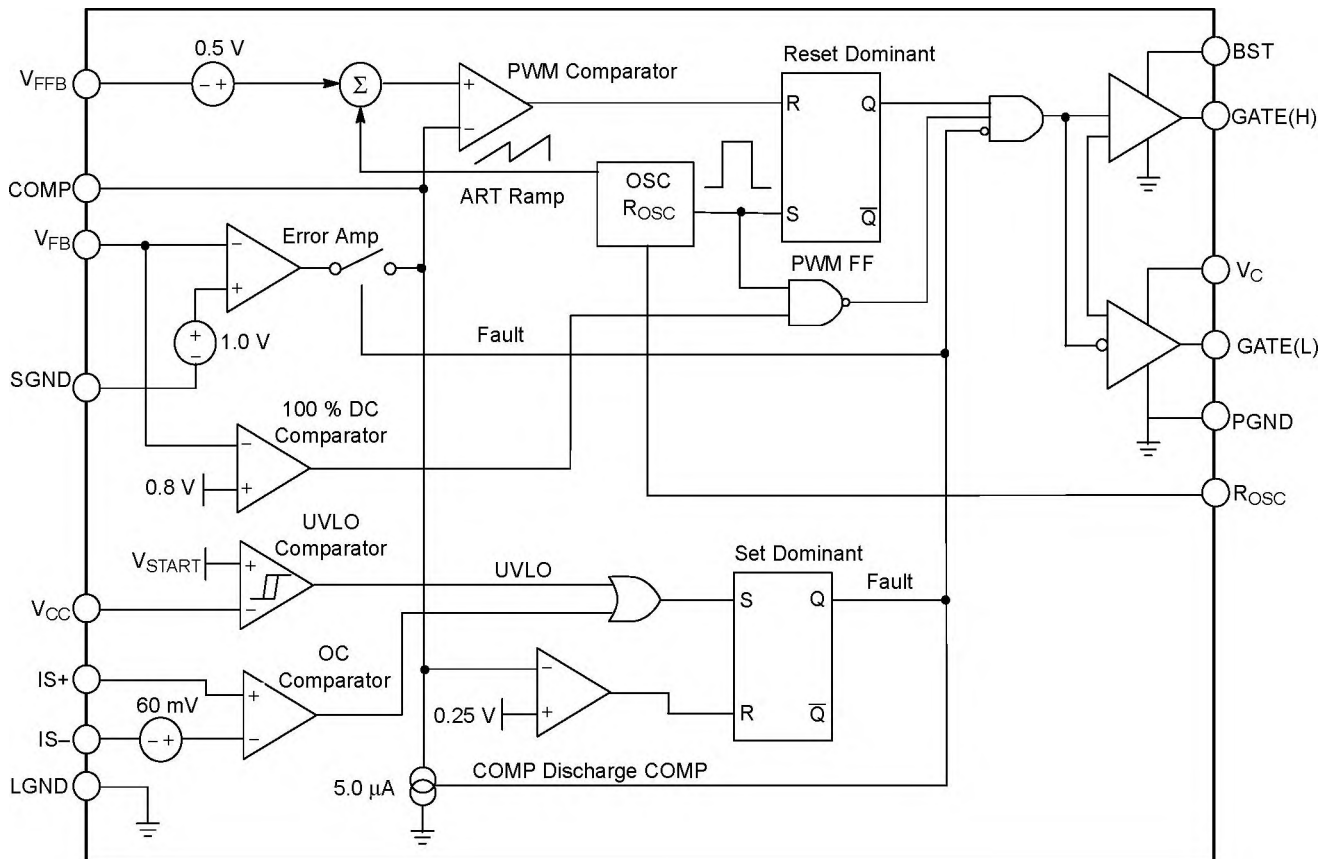 0.5 V
Reset Dominant
BST
VFFB
− +
Σ
+
PWM Comparator
R
Q
GATE(H)
−
COMP
ART Ramp
OSC
ROSC
S
Q̅
VFB
−
Error Amp
+
PWM FF
VC
+
−
1.0 V
Fault
GATE(L)
SGND
100 % DC
Comparator
−
PGND
0.8 V
+
ROSC
UVLO
Comparator
VSTART
+
UVLO
Set Dominant
Fault
VCC
−
S
Q
IS+
OC
Comparator
+
−
60 mV
0.25 V
+
R
Q̅
IS−
− +
−
COMP Discharge COMP
LGND
5.0 μA